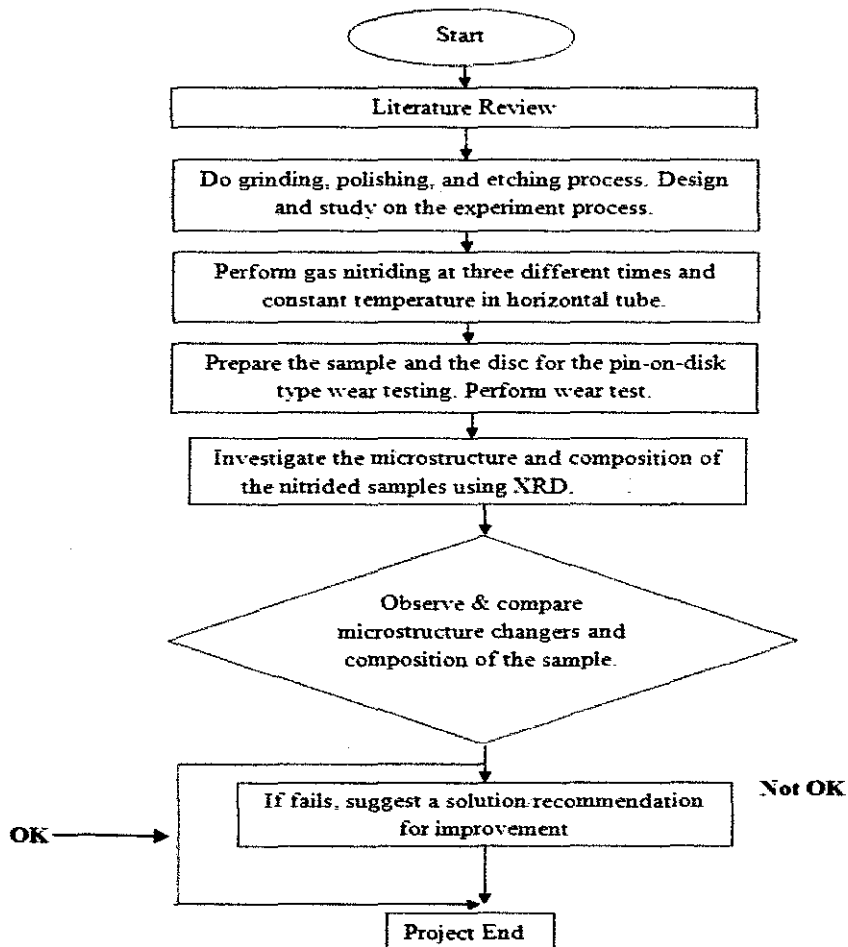 Start
Literature Review
Do grinding, polishing, and etching process. Design
and study on the experiment process.
Perform gas nitriding at three different times and
constant temperature in horizontal tube.
Prepare the sample and the disc for the pin-on-disk
type wear testing. Perform wear test.
Investigate the microstructure and composition of
the nitrided samples using XRD.
Observe & compare
microstructure changers and
composition of the sample.
Not OK
If fails, suggest a solution/recommendation
for improvement
OK
Project End